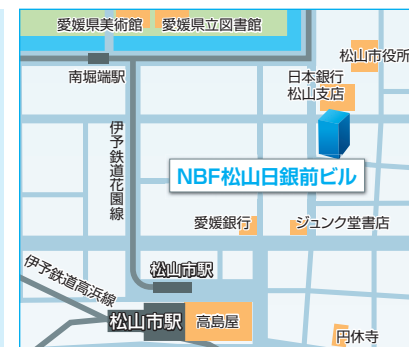 愛媛県美術館
愛媛県立図書館
松山市役所
南堀端駅
日本銀行
松山支店
伊予鉄道花園線
NBF松山日銀前ビル
愛媛銀行
ジュンク堂書店
松山市駅
伊予鉄道高浜線
松山市駅
高島屋
円休寺